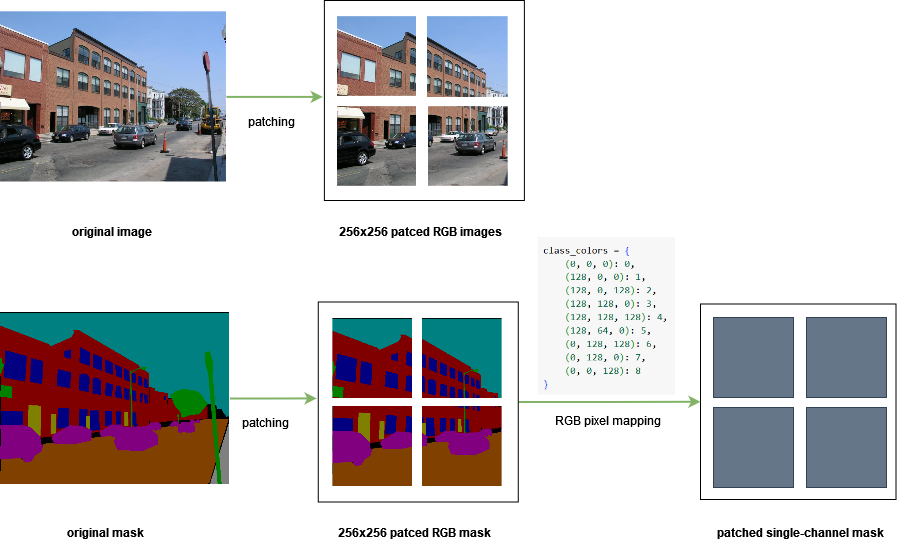 patching
original image
256x256 patced RGB images
class_colors = {
(0, 0, 0): 0,
(128, 0, 0): 1,
(128, 0, 128): 2,
(128, 128, 0): 3,
(128, 128, 128): 4,
(128, 64, 0): 5,
(0, 128, 128): 6,
(0, 128, 0): 7,
(0, 0, 128): 8
}
patching
RGB pixel mapping
original mask
256x256 patced RGB mask
patched single-channel mask